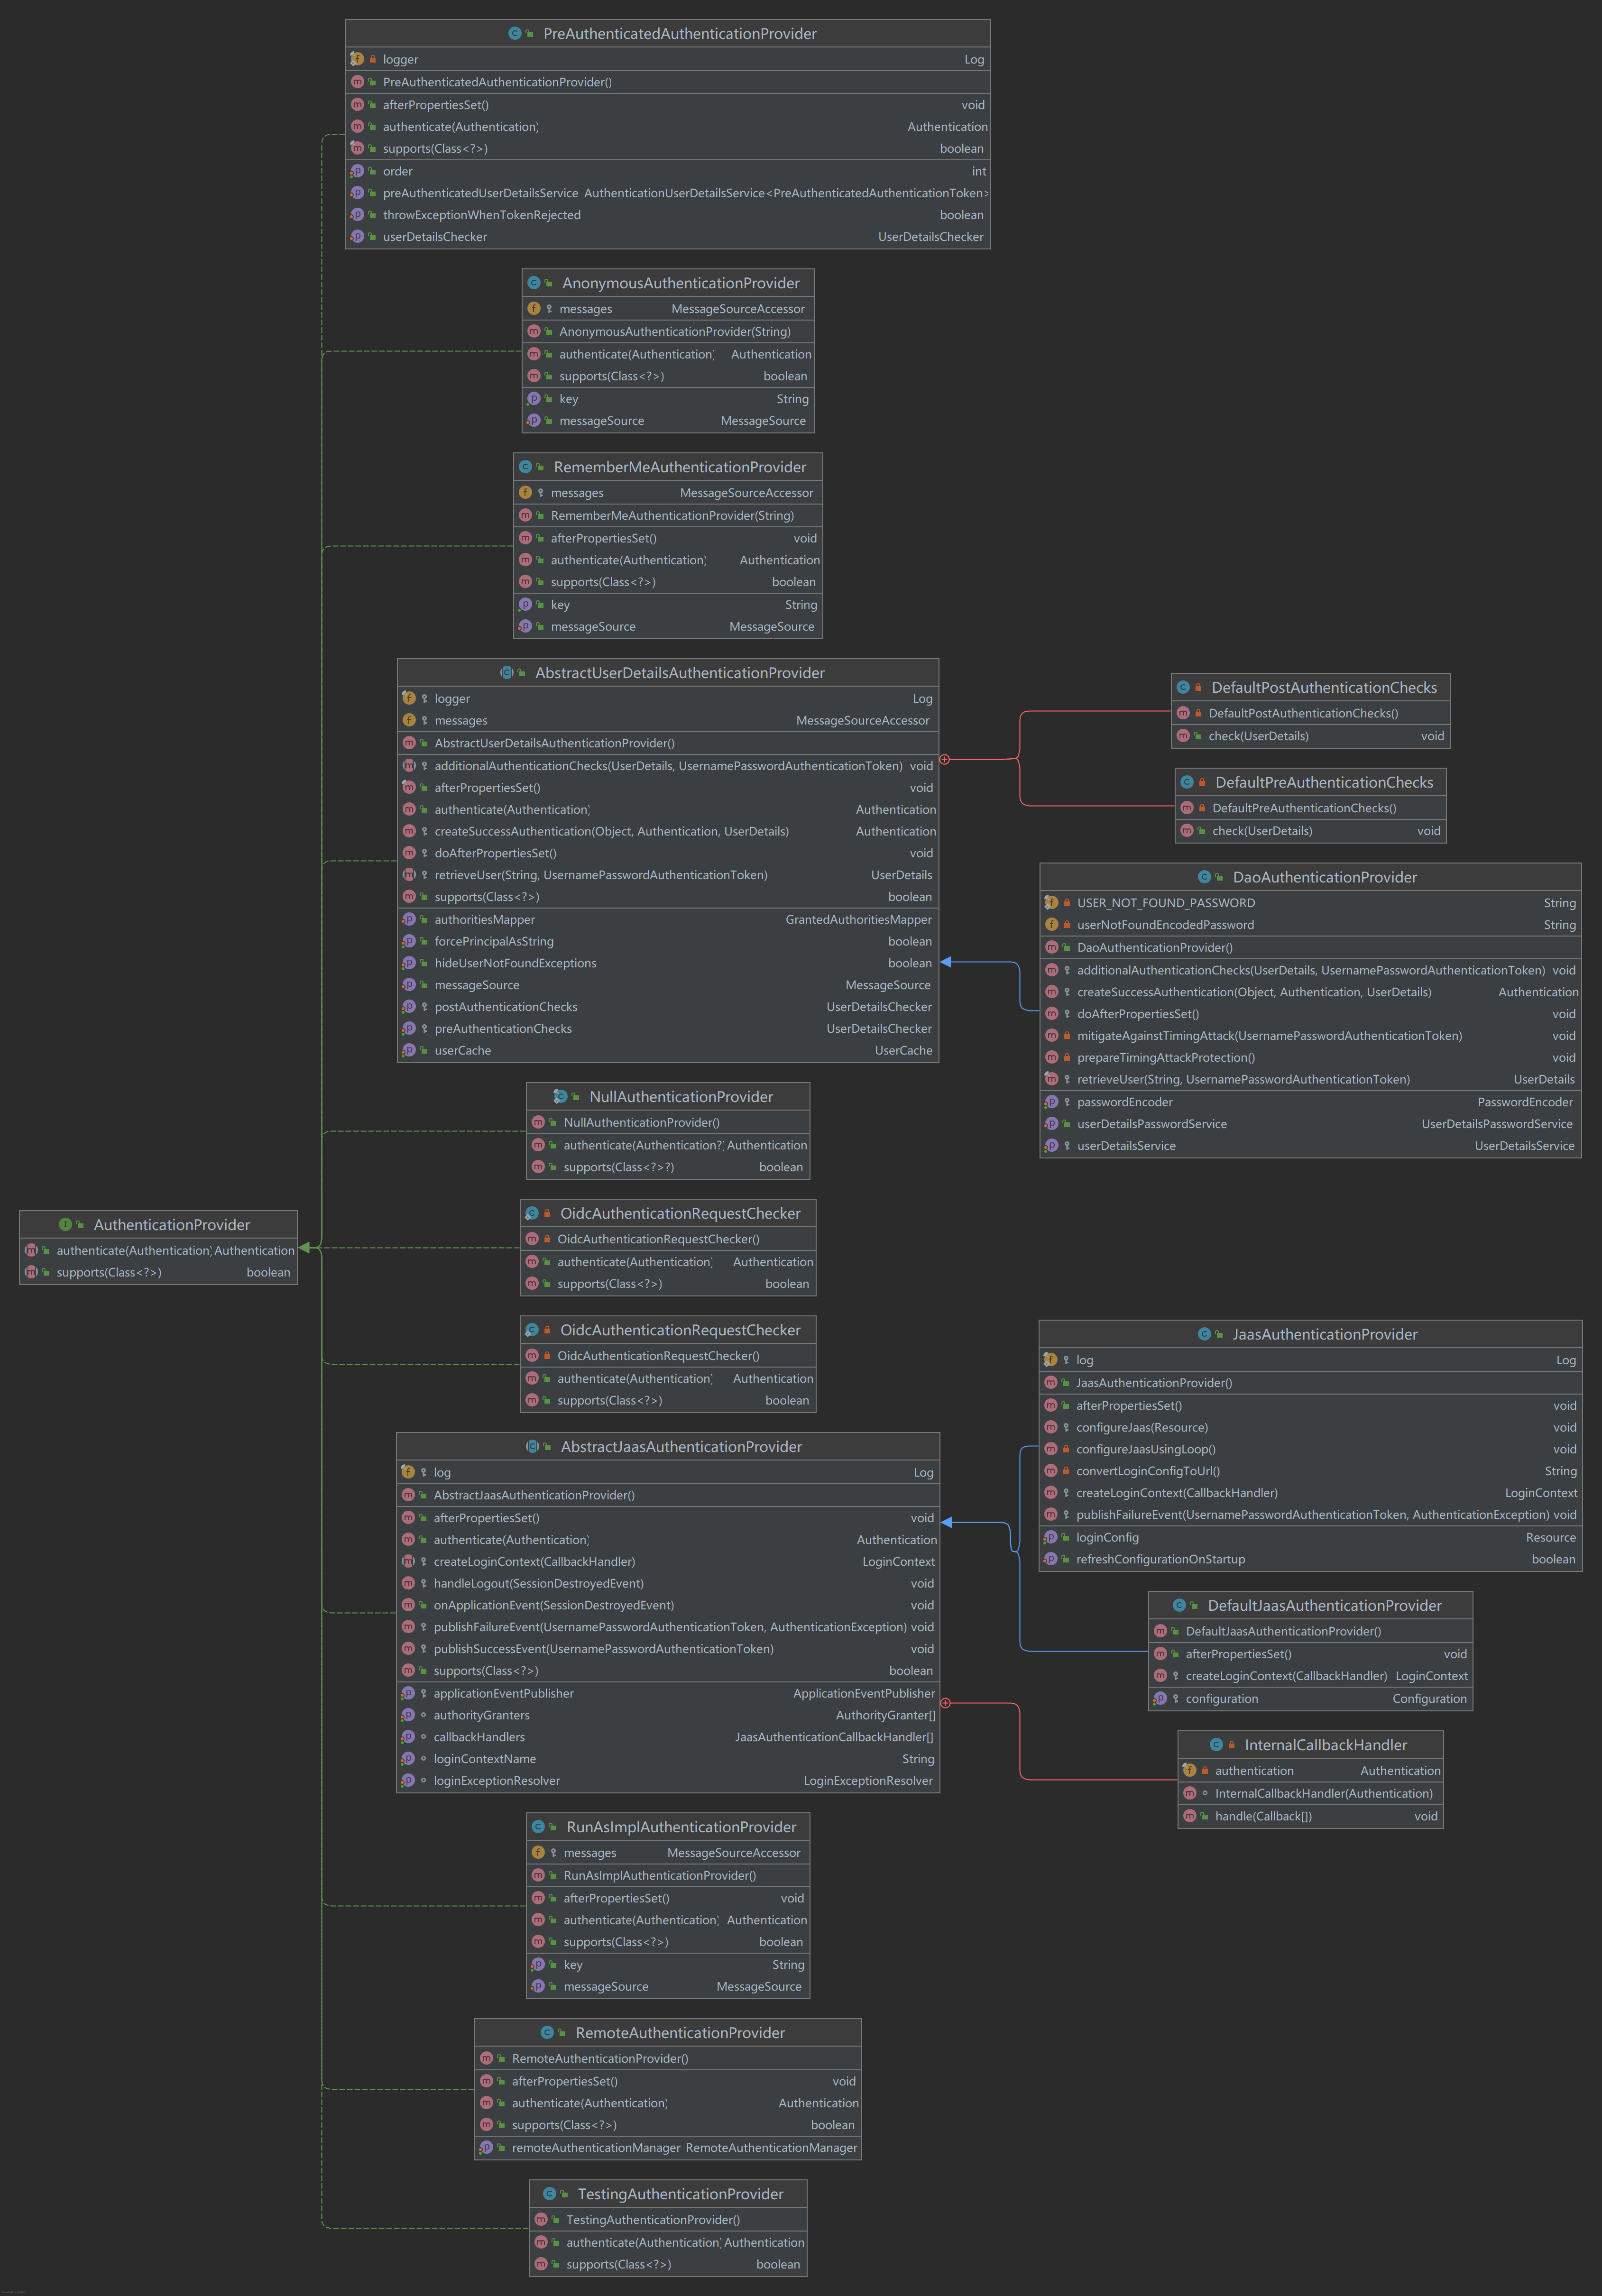 PreAuthenticatedAuthenticationProvider
logger Log
PreAuthenticatedAuthenticationProvider()
afterPropertiesSet() void
authenticate(Authentication) Authentication
supports(Class<?>) boolean
order int
preAuthenticatedUserDetailsService AuthenticationUserDetailsService<PreAuthenticatedAuthenticationToken>
throwExceptionWhenTokenRejected boolean
userDetailsChecker UserDetailsChecker
AnonymousAuthenticationProvider
messages MessageSourceAccessor
AnonymousAuthenticationProvider(String)
authenticate(Authentication) Authentication
supports(Class<?>) boolean
key String
messageSource MessageSource
RememberMeAuthenticationProvider
messages MessageSourceAccessor
RememberMeAuthenticationProvider(String)
afterPropertiesSet() void
authenticate(Authentication) Authentication
supports(Class<?>) boolean
key String
messageSource MessageSource
AbstractUserDetailsAuthenticationProvider
logger Log
messages MessageSourceAccessor
AbstractUserDetailsAuthenticationProvider()
additionalAuthenticationChecks(UserDetails, UsernamePasswordAuthenticationToken) void
afterPropertiesSet() void
authenticate(Authentication) Authentication
createSuccessAuthentication(Object, Authentication, UserDetails) Authentication
doAfterPropertiesSet() void
retrieveUser(String, UsernamePasswordAuthenticationToken) UserDetails
supports(Class<?>) boolean
authoritiesMapper GrantedAuthoritiesMapper
forcePrincipalAsString boolean
hideUserNotFoundExceptions boolean
messageSource MessageSource
postAuthenticationChecks UserDetailsChecker
preAuthenticationChecks UserDetailsChecker
userCache UserCache
DefaultPostAuthenticationChecks
DefaultPostAuthenticationChecks()
check(UserDetails) void
DefaultPreAuthenticationChecks
DefaultPreAuthenticationChecks()
check(UserDetails) void
DaoAuthenticationProvider
USER_NOT_FOUND_PASSWORD String
userNotFoundEncodedPassword String
DaoAuthenticationProvider()
additionalAuthenticationChecks(UserDetails, UsernamePasswordAuthenticationToken) void
createSuccessAuthentication(Object, Authentication, UserDetails) Authentication
doAfterPropertiesSet() void
mitigateAgainstTimingAttack(UsernamePasswordAuthenticationToken) void
prepareTimingAttackProtection() void
retrieveUser(String, UsernamePasswordAuthenticationToken) UserDetails
passwordEncoder PasswordEncoder
userDetailsPasswordService UserDetailsPasswordService
userDetailsService UserDetailsService
NullAuthenticationProvider
NullAuthenticationProvider()
authenticate(Authentication?) Authentication
supports(Class<?>?) boolean
AuthenticationProvider
authenticate(Authentication) Authentication
supports(Class<?>) boolean
OidcAuthenticationRequestChecker
OidcAuthenticationRequestChecker()
authenticate(Authentication) Authentication
supports(Class<?>) boolean
OidcAuthenticationRequestChecker
OidcAuthenticationRequestChecker()
authenticate(Authentication) Authentication
supports(Class<?>) boolean
AbstractJaasAuthenticationProvider
log Log
AbstractJaasAuthenticationProvider()
afterPropertiesSet() void
authenticate(Authentication) Authentication
createLoginContext(CallbackHandler) LoginContext
handleLogout(SessionDestroyedEvent) void
onApplicationEvent(SessionDestroyedEvent) void
publishFailureEvent(UsernamePasswordAuthenticationToken, AuthenticationException) void
publishSuccessEvent(UsernamePasswordAuthenticationToken) void
supports(Class<?>) boolean
applicationEventPublisher ApplicationEventPublisher
authorityGranters AuthorityGranter[]
callbackHandlers JaasAuthenticationCallbackHandler[]
loginContextName String
loginExceptionResolver LoginExceptionResolver
JaasAuthenticationProvider
log Log
JaasAuthenticationProvider()
afterPropertiesSet() void
configureJaas(Resource) void
configureJaasUsingLoop() void
convertLoginConfigToUrl() String
createLoginContext(CallbackHandler) LoginContext
publishFailureEvent(UsernamePasswordAuthenticationToken, AuthenticationException) void
loginConfig Resource
refreshConfigurationOnStartup boolean
DefaultJaasAuthenticationProvider
DefaultJaasAuthenticationProvider()
afterPropertiesSet() void
createLoginContext(CallbackHandler) LoginContext
configuration Configuration
InternalCallbackHandler
authentication Authentication
InternalCallbackHandler(Authentication)
handle(Callback[]) void
RunAsImplAuthenticationProvider
messages MessageSourceAccessor
RunAsImplAuthenticationProvider()
afterPropertiesSet() void
authenticate(Authentication) Authentication
supports(Class<?>) boolean
key String
messageSource MessageSource
RemoteAuthenticationProvider
RemoteAuthenticationProvider()
afterPropertiesSet() void
authenticate(Authentication) Authentication
supports(Class<?>) boolean
remoteAuthenticationManager RemoteAuthenticationManager
TestingAuthenticationProvider
TestingAuthenticationProvider()
authenticate(Authentication) Authentication
supports(Class<?>) boolean